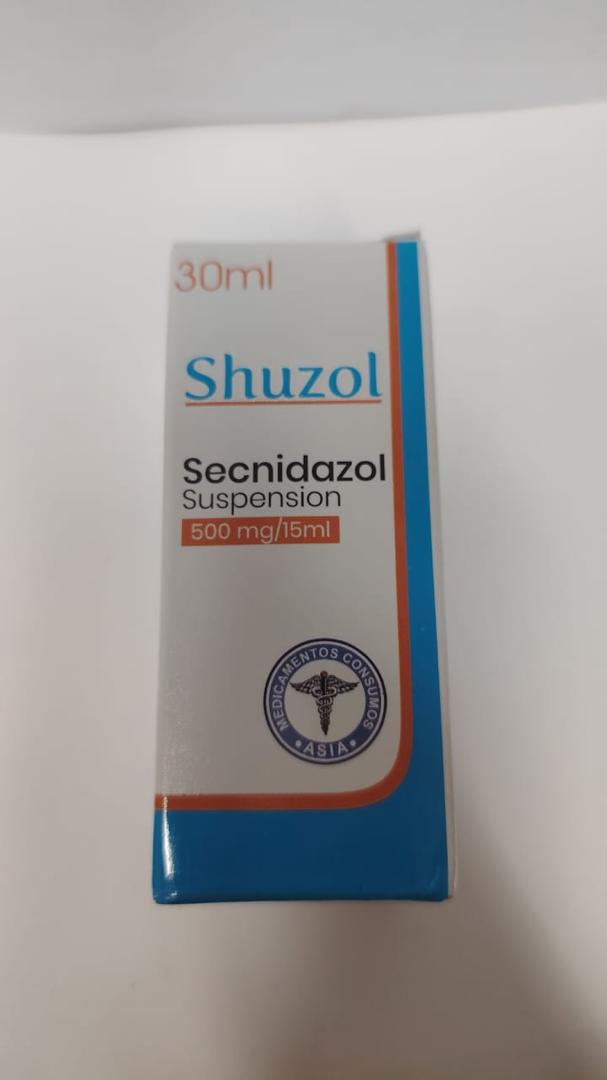 30ml
Shuzol
Secnidazol
Suspension
500 mg/15ml
MEDICAMENTOS CONSUMOS
• ASIA •